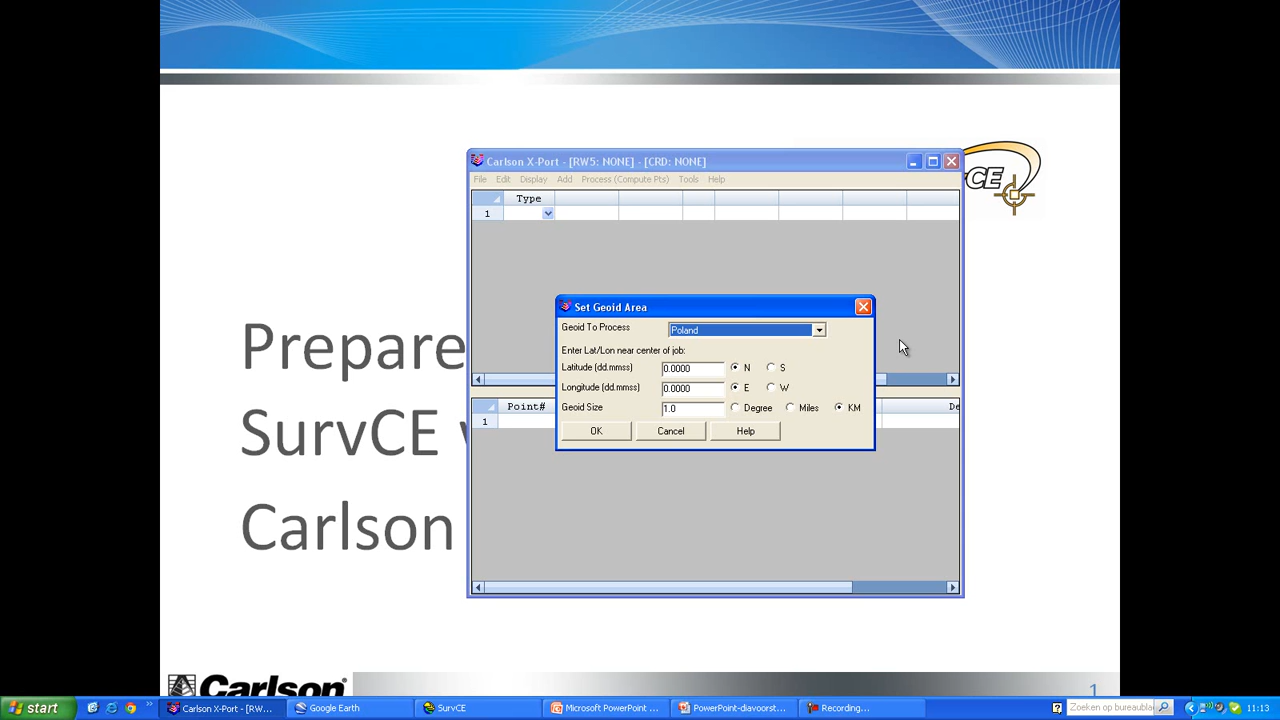 CE
Carlson X-Port - [RW5: NONE] - [CRD: NONE]
File Edit Display Add Process (Compute Pts) Tools Help
Type
1
Set Geoid Area
Geoid To Process Poland
Enter Lat/Lon near center of job:
Latitude (dd.mmss) 0.0000 N S
Longitude (dd.mmss) 0.0000 E W
Geoid Size 1.0 Degree Miles KM
OK Cancel Help
Point# De
1
Prepare
SurvCE
Carlson
Carlson
1
start Carlson X-Port - [RW... Google Earth SurvCE Microsoft PowerPoint ... PowerPoint-diavoorst... Recording... Zoeken op bureaubla 11:13